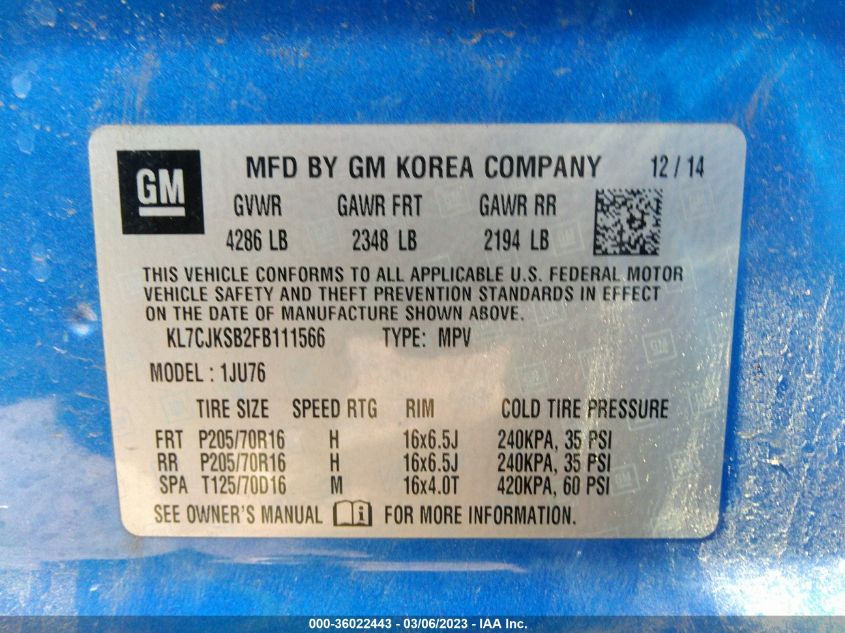 GM
MFD BY GM KOREA COMPANY 12/14
GVWR GAWR FRT GAWR RR
4286 LB 2348 LB 2194 LB
THIS VEHICLE CONFORMS TO ALL APPLICABLE U.S. FEDERAL MOTOR
VEHICLE SAFETY AND THEFT PREVENTION STANDARDS IN EFFECT
ON THE DATE OF MANUFACTURE SHOWN ABOVE.
KL7CJKSB2FB111566 TYPE: MPV
MODEL : 1JU76
TIRE SIZE SPEED RTG RIM COLD TIRE PRESSURE
FRT P205/70R16 H 16x6.5J 240KPA, 35 PSI
RR P205/70R16 H 16x6.5J 240KPA, 35 PSI
SPA T125/70D16 M 16x4.0T 420KPA, 60 PSI
SEE OWNER'S MANUAL FOR MORE INFORMATION.
000-36022443 - 03/06/2023 - IAA Inc.